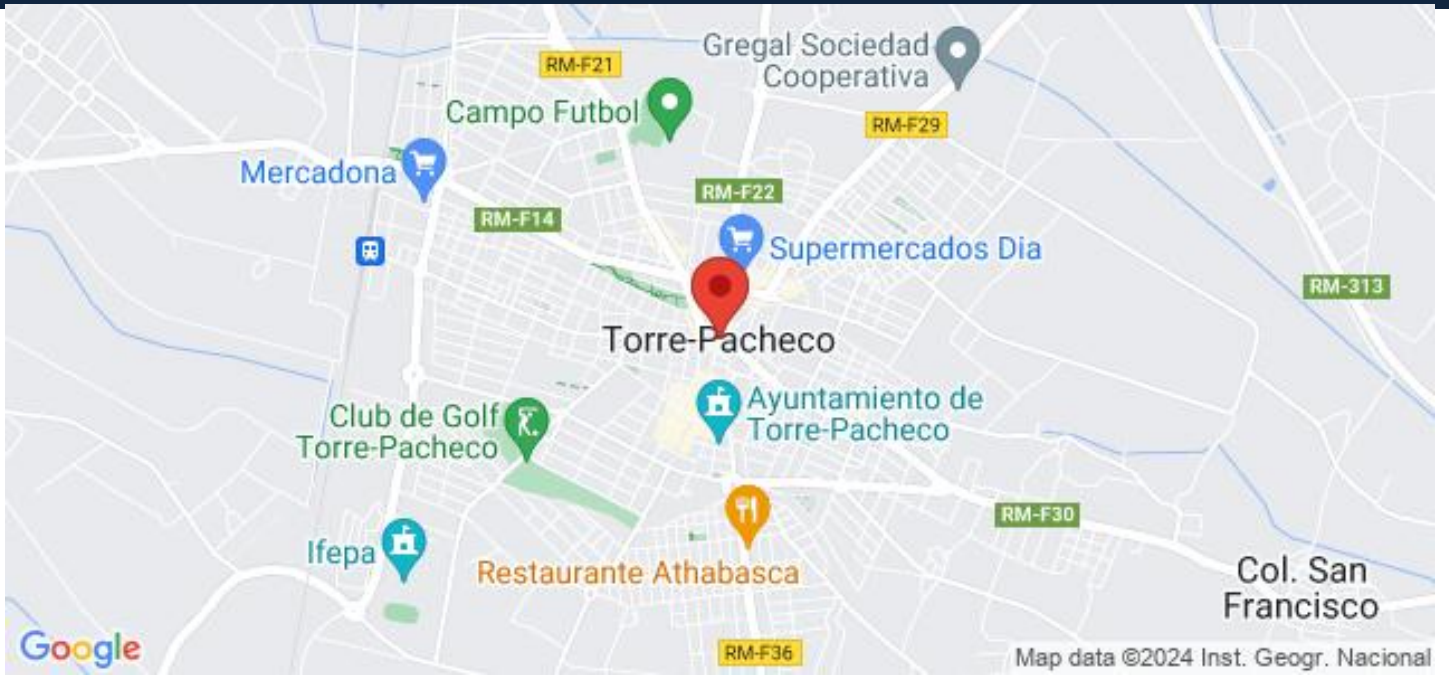 Gregal Sociedad
Cooperativa
RM-F21
Campo Futbol
RM-F29
Mercadona
RM-F22
RM-F14
Supermercados Dia
RM-313
Torre-Pacheco
Ayuntamiento de
Torre-Pacheco
Club de Golf
Torre-Pacheco
RM-F30
Ifepa
Restaurante Athabasca
Col. San
Francisco
Google
RM-F36
Map data ©2024 Inst. Geogr. Nacional